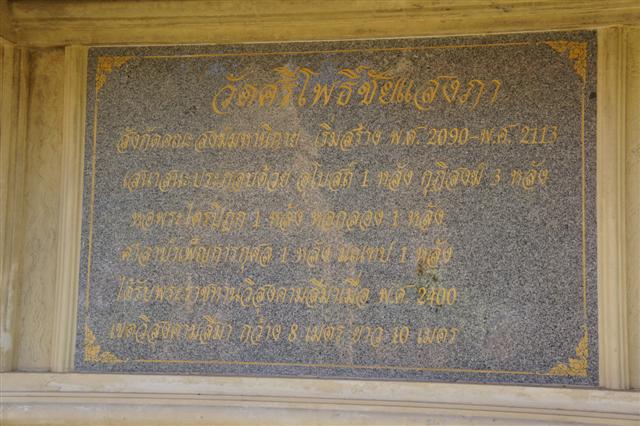 วัดศรีโพธิ์ชัยแสงภา
สังกัดคณะสงฆ์มหานิกาย เริ่มสร้าง พ.ศ. 2090-พ.ศ. 2113
เสนาสนะประกอบด้วย อุโบสถ 1 หลัง กุฏิสงฆ์ 3 หลัง
หอพระไตรปิฎก 1 หลัง หอกลอง 1 หลัง
ศาลาบำเพ็ญการกุศล 1 หลัง มณฑป 1 หลัง
ได้รับพระราชทานวิสุงคามสีมาเมื่อ พ.ศ. 2400
เขตวิสุงคามสีมา กว้าง 8 เมตร ยาว 10 เมตร